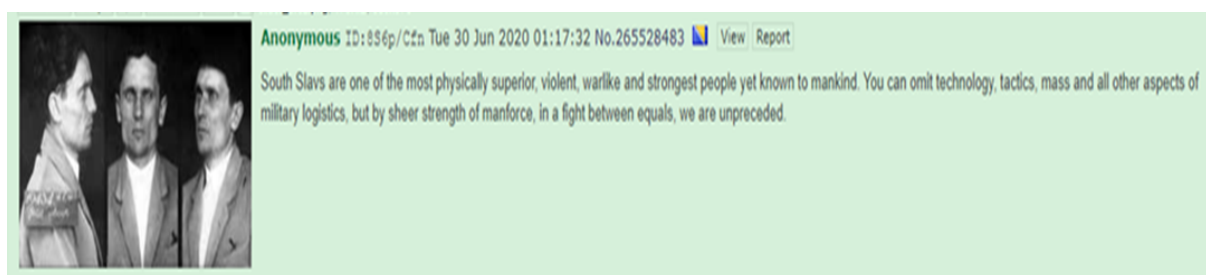 Anonymous ID:8S6p/Cfn Tue 30 Jun 2020 01:17:32 No.265528483 View Report
South Slavs are one of the most physically superior, violent, warlike and strongest people yet known to mankind. You can omit technology, tactics, mass and all other aspects of
military logistics, but by sheer strength of manforce, in a fight between equals, we are unpreceded.